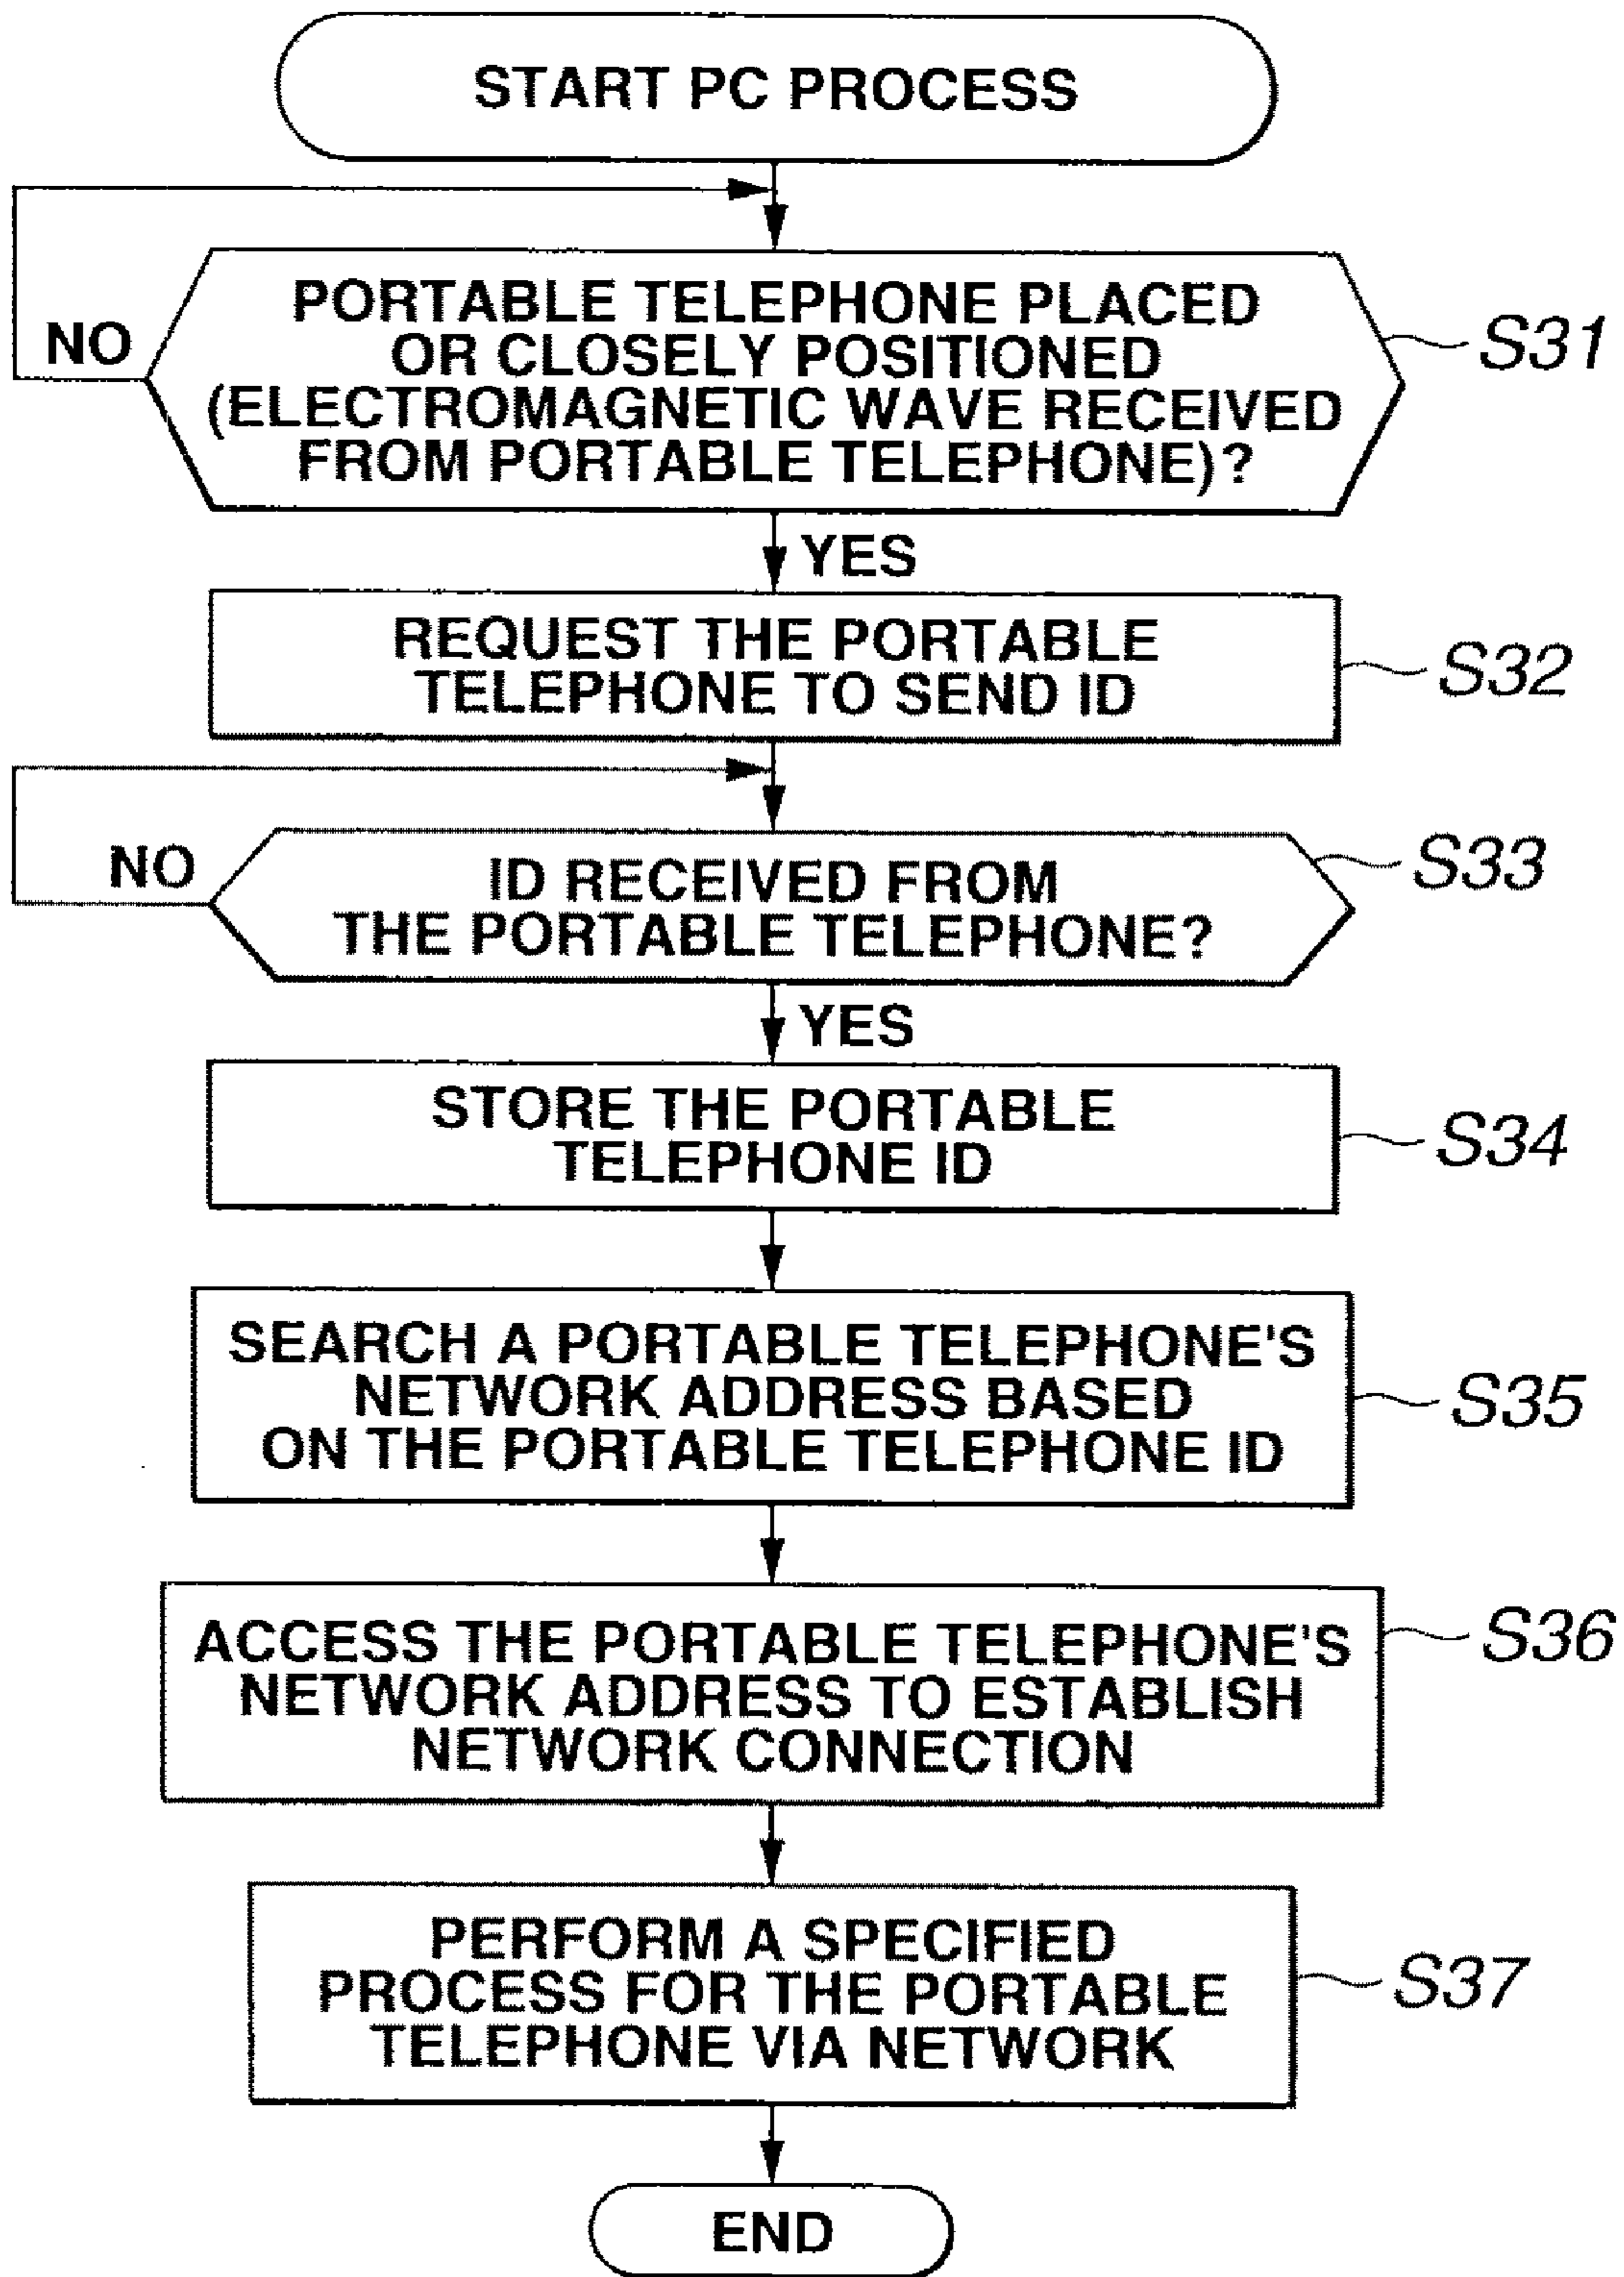 START PC PROCESS
NO
PORTABLE TELEPHONE PLACED
OR CLOSELY POSITIONED
(ELECTROMAGNETIC WAVE RECEIVED
FROM PORTABLE TELEPHONE)?
S31
YES
REQUEST THE PORTABLE
TELEPHONE TO SEND ID
S32
NO
ID RECEIVED FROM
THE PORTABLE TELEPHONE?
S33
YES
STORE THE PORTABLE
TELEPHONE ID
S34
SEARCH A PORTABLE TELEPHONE'S
NETWORK ADDRESS BASED
ON THE PORTABLE TELEPHONE ID
S35
ACCESS THE PORTABLE TELEPHONE'S
NETWORK ADDRESS TO ESTABLISH
NETWORK CONNECTION
S36
PERFORM A SPECIFIED
PROCESS FOR THE PORTABLE
TELEPHONE VIA NETWORK
S37
END